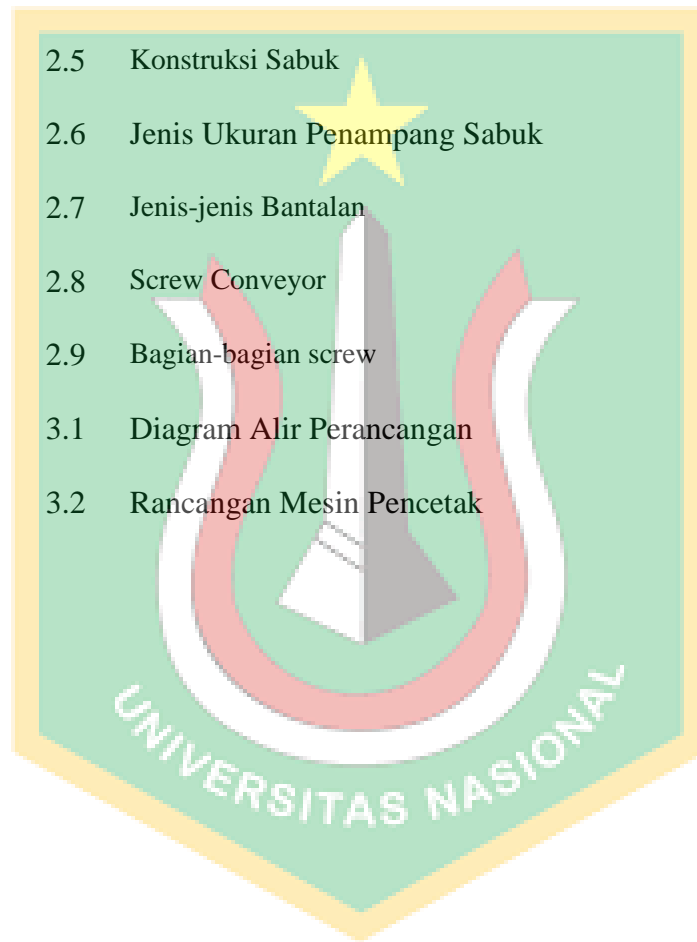 2.5 Konstruksi Sabuk
2.6 Jenis Ukuran Penampang Sabuk
2.7 Jenis-jenis Bantalan
2.8 Screw Conveyor
2.9 Bagian-bagian screw
3.1 Diagram Alir Perancangan
3.2 Rancangan Mesin Pencetak
UNIVERSITAS NASIONAL